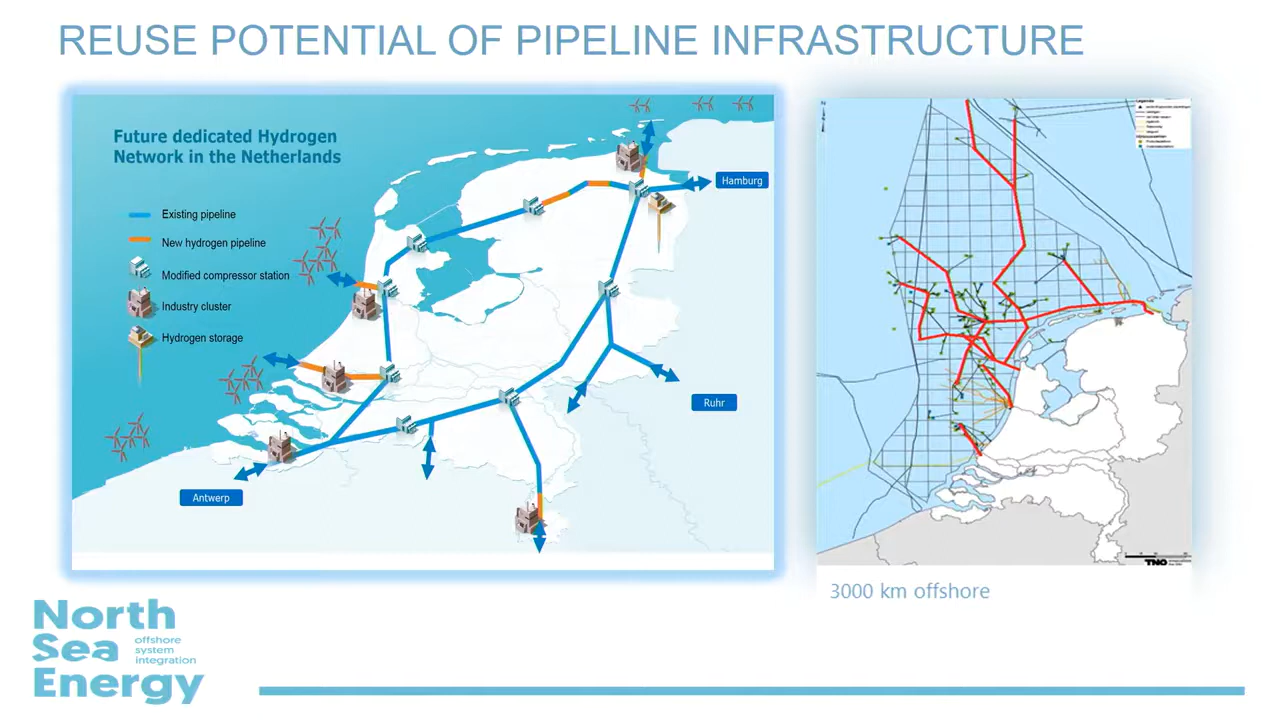 REUSE POTENTIAL OF PIPELINE INFRASTRUCTURE
Future dedicated Hydrogen
Network in the Netherlands
Existing pipeline
New hydrogen pipeline
Modified compressor station
Industry cluster
Hydrogen storage
Hamburg
Ruhr
Antwerp
TNO
3000 km offshore
North
Sea
Energy
offshore
system
integration